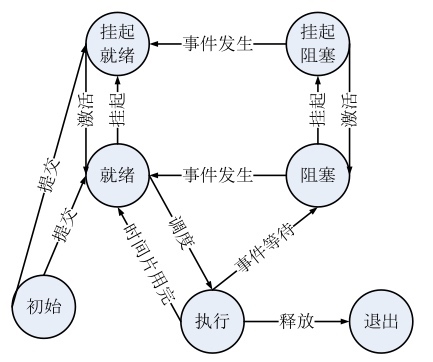 挂起
就绪
事件发生
挂起
阻塞
激活
挂起
挂起
激活
就绪
事件发生
阻塞
提交
提交
调度
时间片用完
事件等待
初始
执行
释放
退出